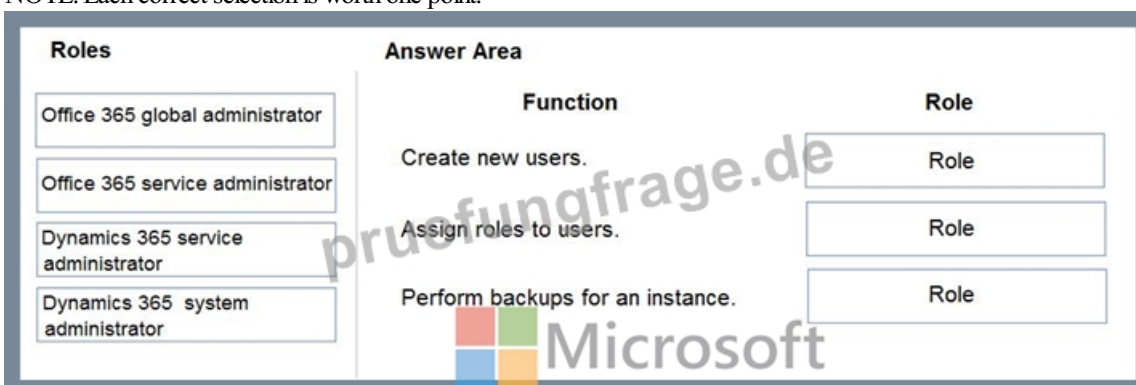 NOTE: Each correct selection is worth one point.
Roles
Answer Area
Office 365 global administrator
Office 365 service administrator
Dynamics 365 service
administrator
Dynamics 365 system
administrator
Function
Role
Create new users.
Role
Assign roles to users.
Role
Perform backups for an instance.
Role
pruefungfrage.de
Microsoft